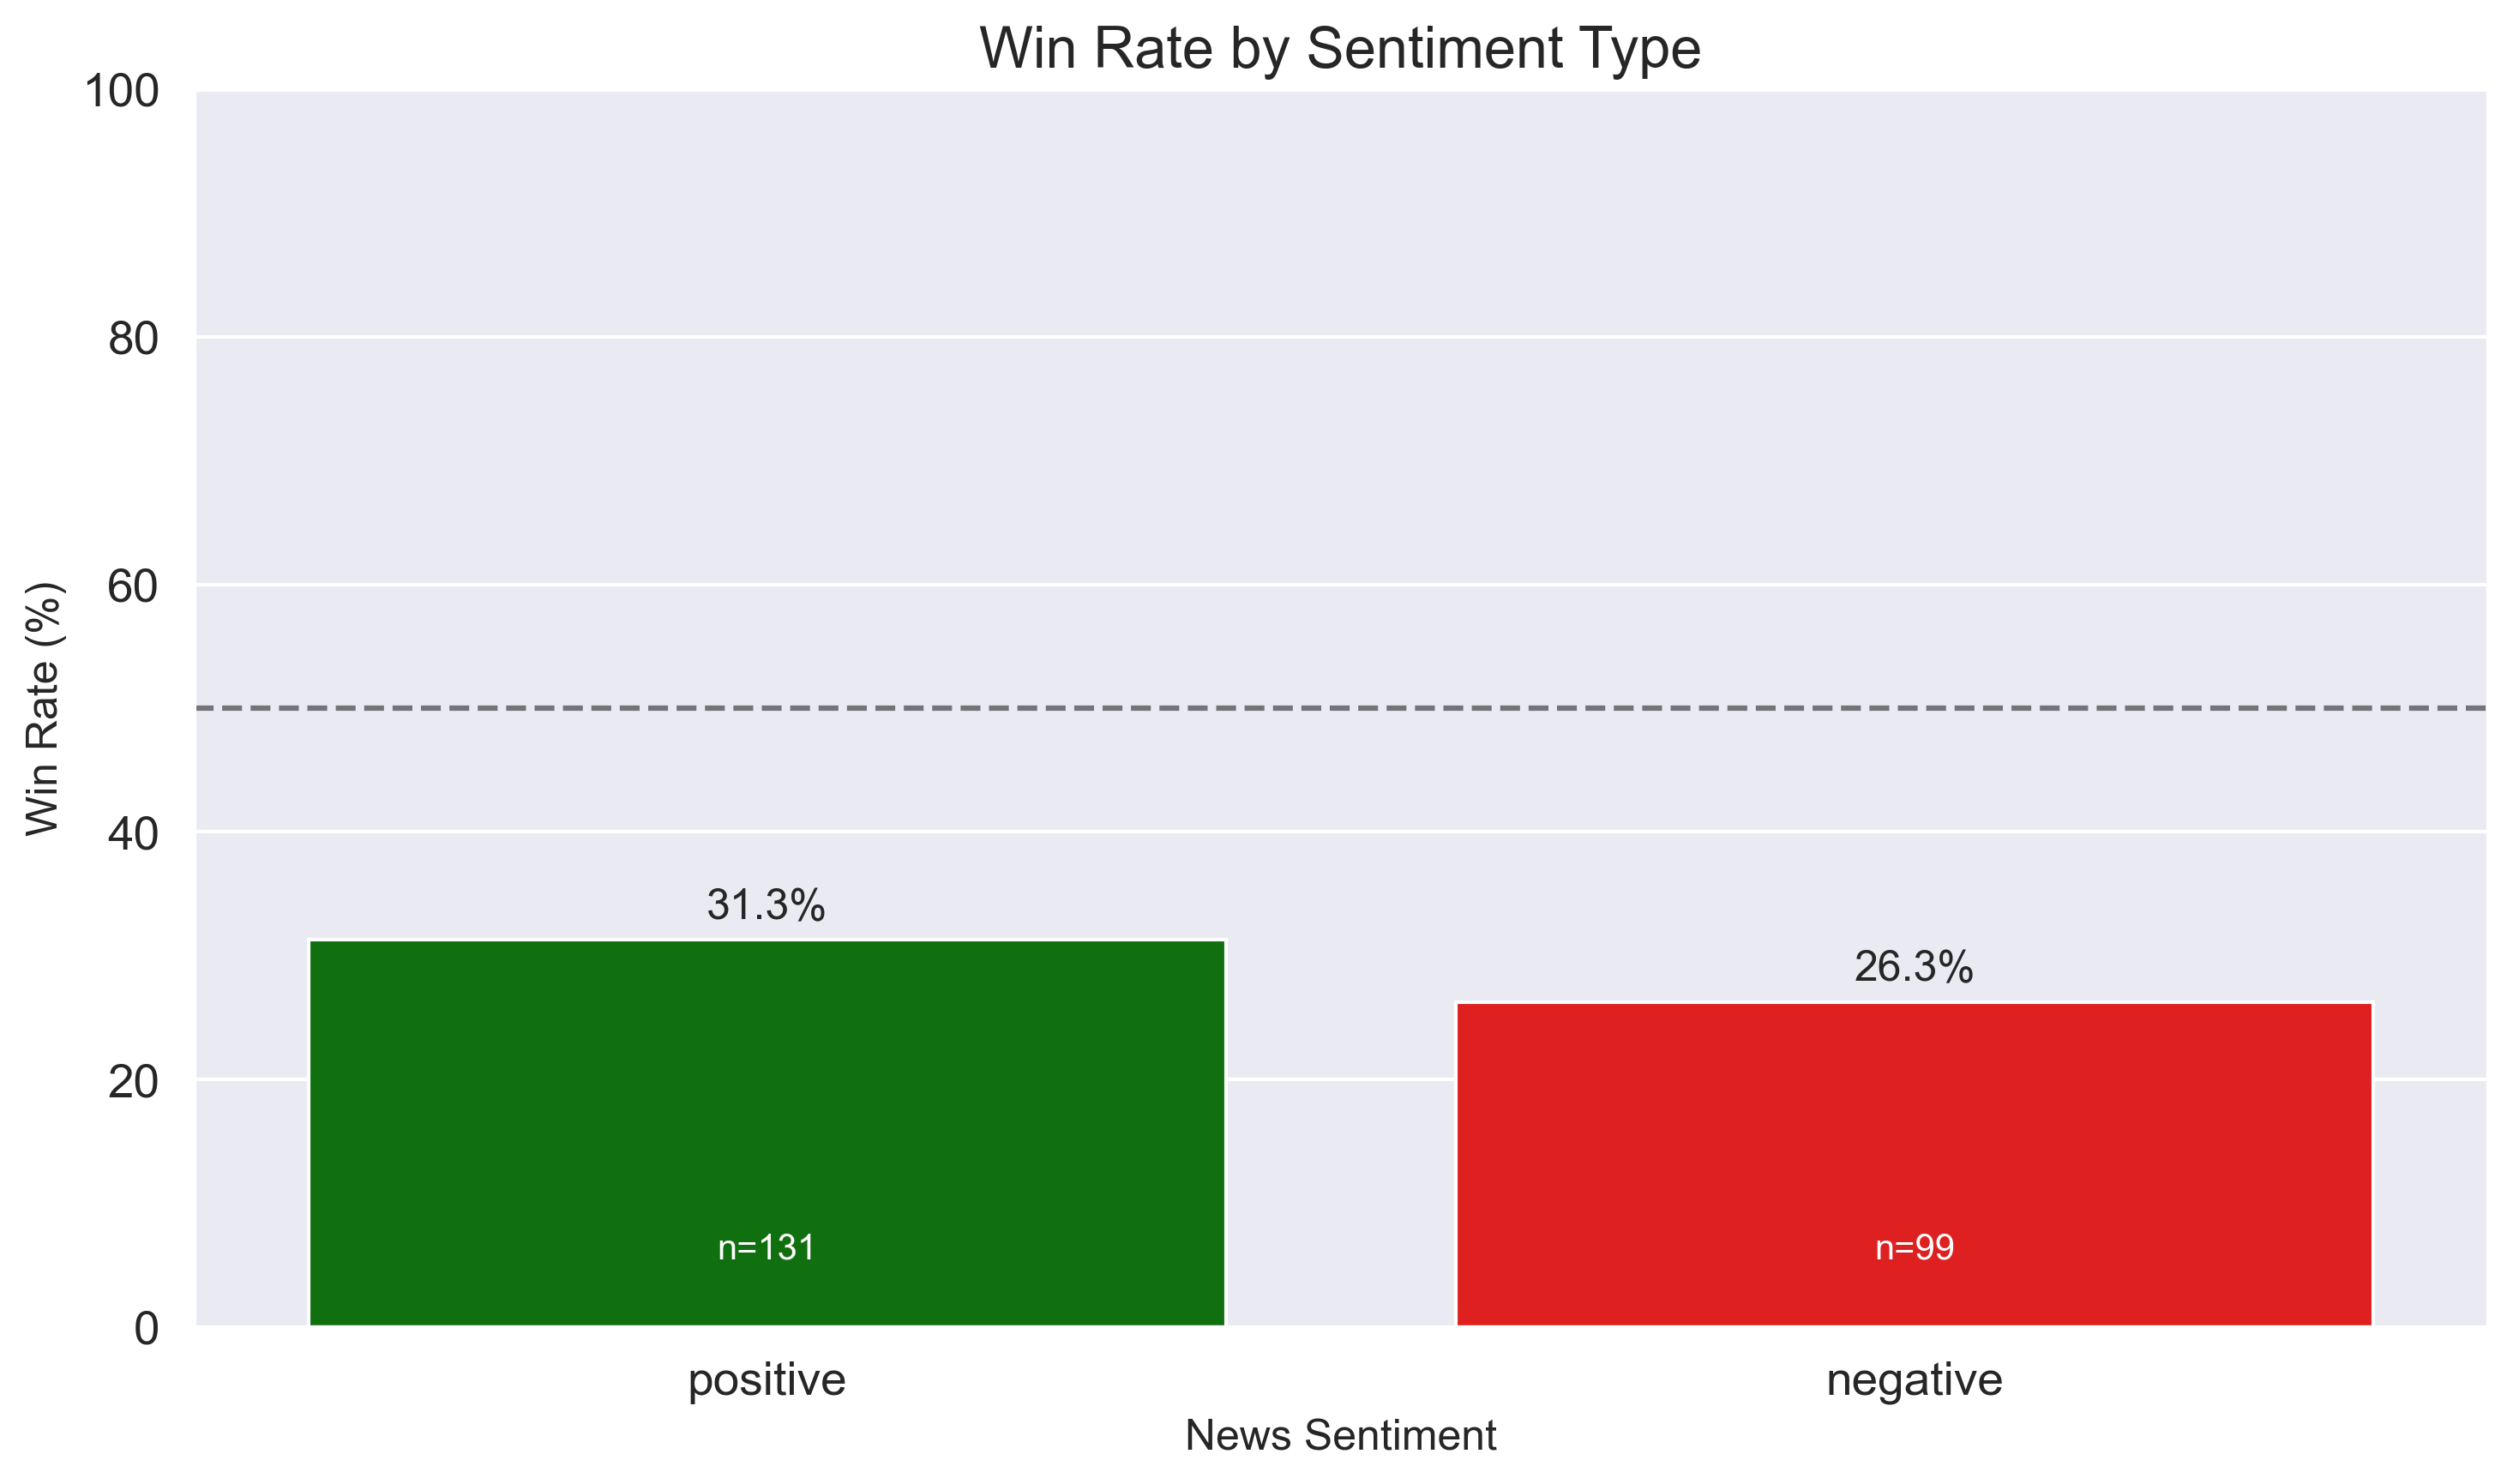 Win Rate by Sentiment Type
Win Rate (%)
100
80
60
40
20
0
31.3%
26.3%
n=131
n=99
positive
negative
News Sentiment